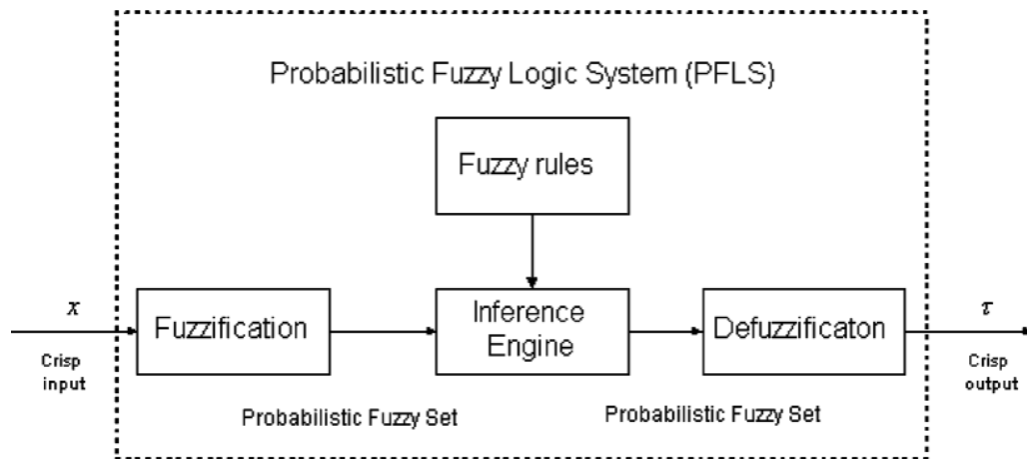 Probabilistic Fuzzy Logic System (PFLS)
Fuzzy rules
x
Crisp
input
Fuzzification
Inference
Engine
Defuzzificaton
τ
Crisp
output
Probabilistic Fuzzy Set
Probabilistic Fuzzy Set